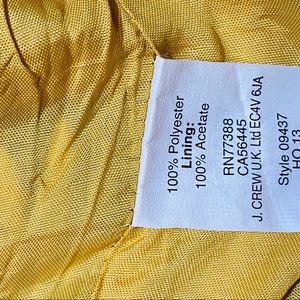 100% Polyester
Lining:
100% Acetate
RN77388
CA56445
J. CREW U.K. Ltd EC4V 6JA
Style 09437
HO 13